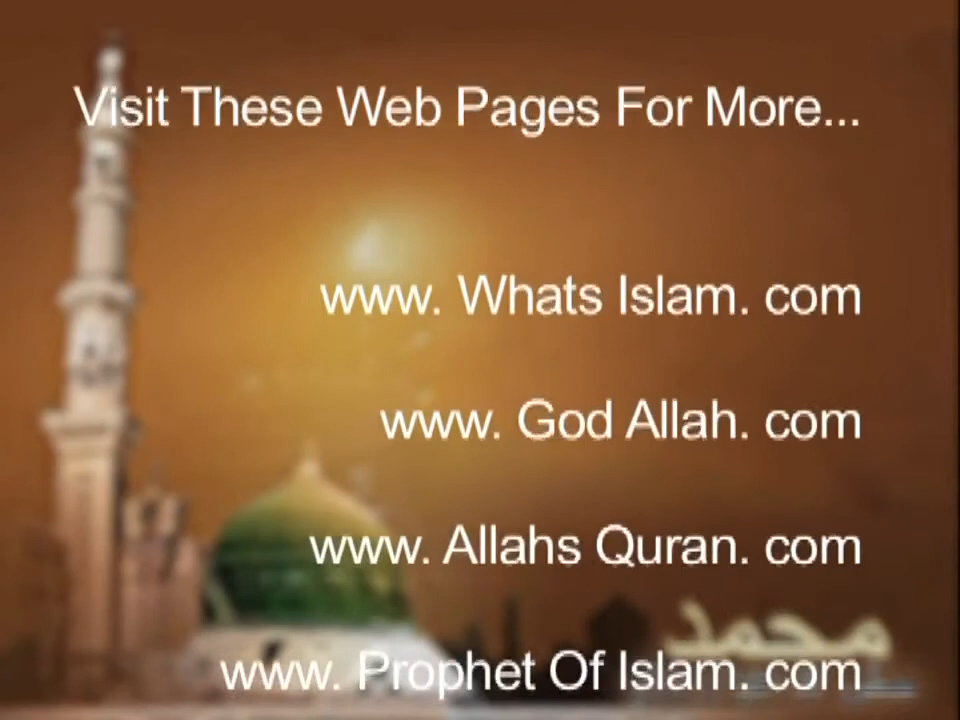 Visit These Web Pages For More...
www. Whats Islam. com
www. God Allah. com
www. Allahs Quran. com
محمد
www. Prophet Of Islam. com